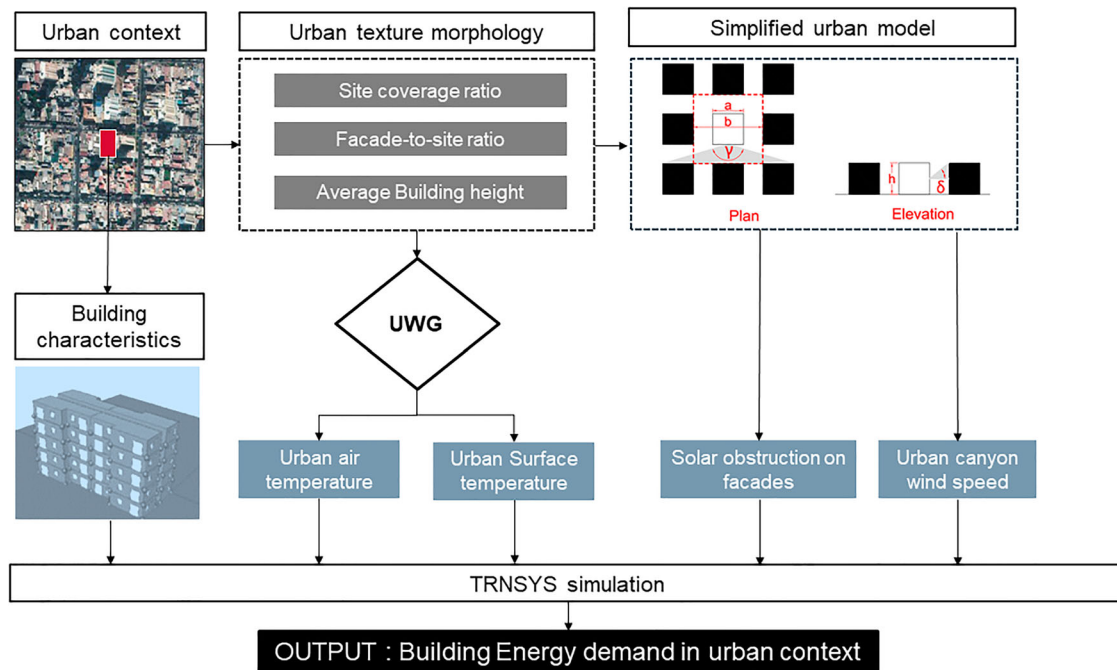 Urban context
Urban texture morphology
Simplified urban model
Site coverage ratio
Facade-to-site ratio
Average Building height
a
b
γ
Plan
h
δ
Elevation
Building
characteristics
UWG
Urban air
temperature
Urban Surface
temperature
Solar obstruction on
facades
Urban canyon
wind speed
TRNSYS simulation
OUTPUT : Building Energy demand in urban context